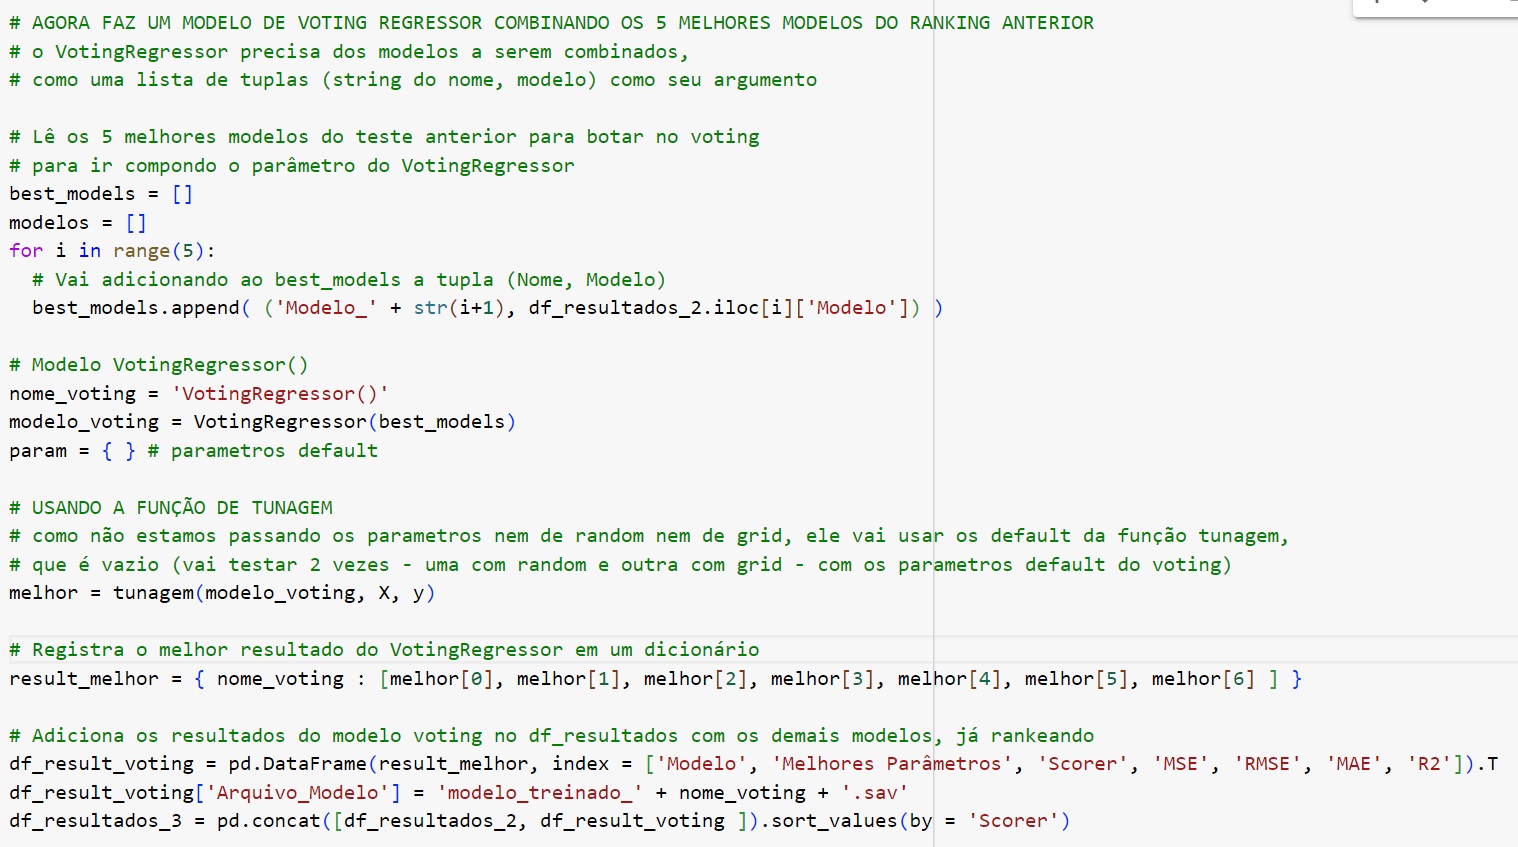 # AGORA FAZ UM MODELO DE VOTING REGRESSOR COMBINANDO OS 5 MELHORES MODELOS DO RANKING ANTERIOR
# o VotingRegressor precisa dos modelos a serem combinados,
# como uma lista de tuplas (string do nome, modelo) como seu argumento
# Lê os 5 melhores modelos do teste anterior para botar no voting
# para ir compondo o parâmetro do VotingRegressor
best_models = []
modelos = []
for i in range(5):
  # Vai adicionando ao best_models a tupla (Nome, Modelo)
  best_models.append( ('Modelo_' + str(i+1), df_resultados_2.iloc[i]['Modelo']) )
# Modelo VotingRegressor()
nome_voting = 'VotingRegressor()'
modelo_voting = VotingRegressor(best_models)
param = { } # parametros default
# USANDO A FUNÇÃO DE TUNAGEM
# como não estamos passando os parametros nem de random nem de grid, ele vai usar os default da função tunagem,
# que é vazio (vai testar 2 vezes - uma com random e outra com grid - com os parametros default do voting)
melhor = tunagem(modelo_voting, X, y)
# Registra o melhor resultado do VotingRegressor em um dicionário
result_melhor = { nome_voting : [melhor[0], melhor[1], melhor[2], melhor[3], melhor[4], melhor[5], melhor[6] ] }
# Adiciona os resultados do modelo voting no df_resultados com os demais modelos, já rankeando
df_result_voting = pd.DataFrame(result_melhor, index = ['Modelo', 'Melhores Parâmetros', 'Scorer', 'MSE', 'RMSE', 'MAE', 'R2']).T
df_result_voting['Arquivo_Modelo'] = 'modelo_treinado_' + nome_voting + '.sav'
df_resultados_3 = pd.concat([df_resultados_2, df_result_voting ]).sort_values(by = 'Scorer')